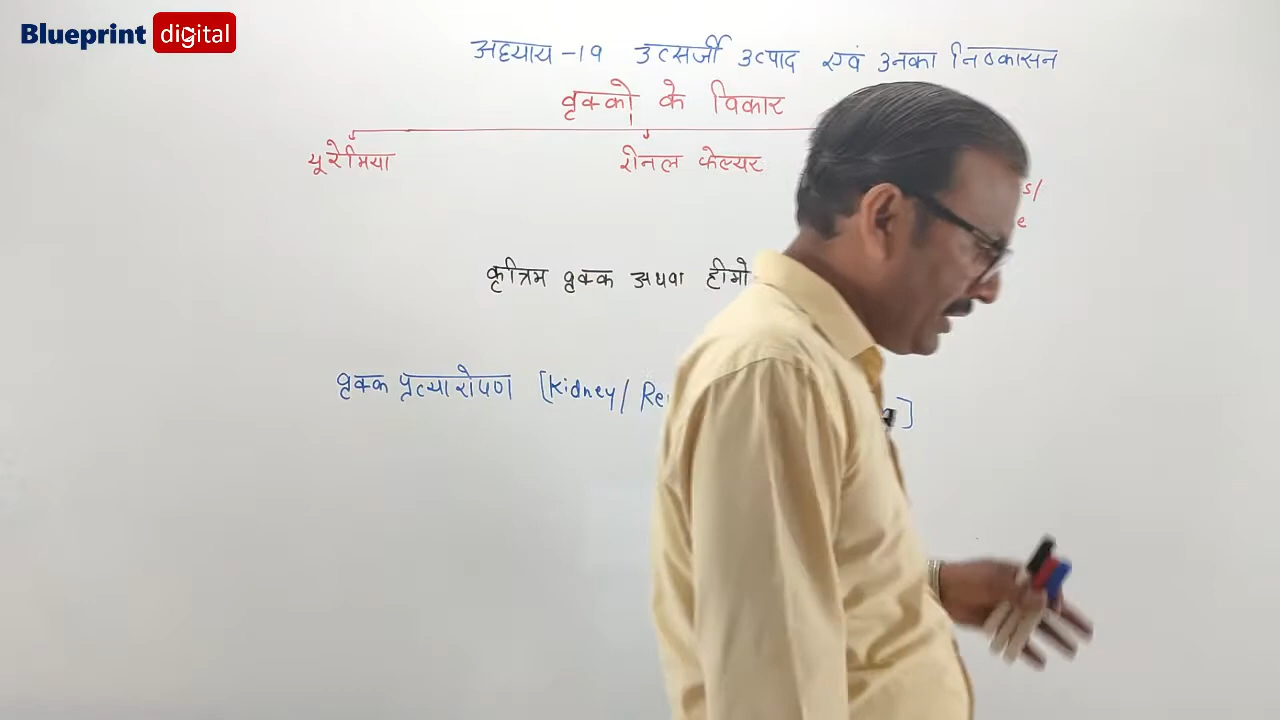 Blueprint digital
अध्याय -19 उत्सर्जी उत्पाद एवं उनका निष्कासन
वृक्कों के विकार
यूरेमिया रीनल फेल्यर
कृत्रिम वृक्क अथवा हीमो
वृक्क प्रत्यारोपण [Kidney/ Re ]